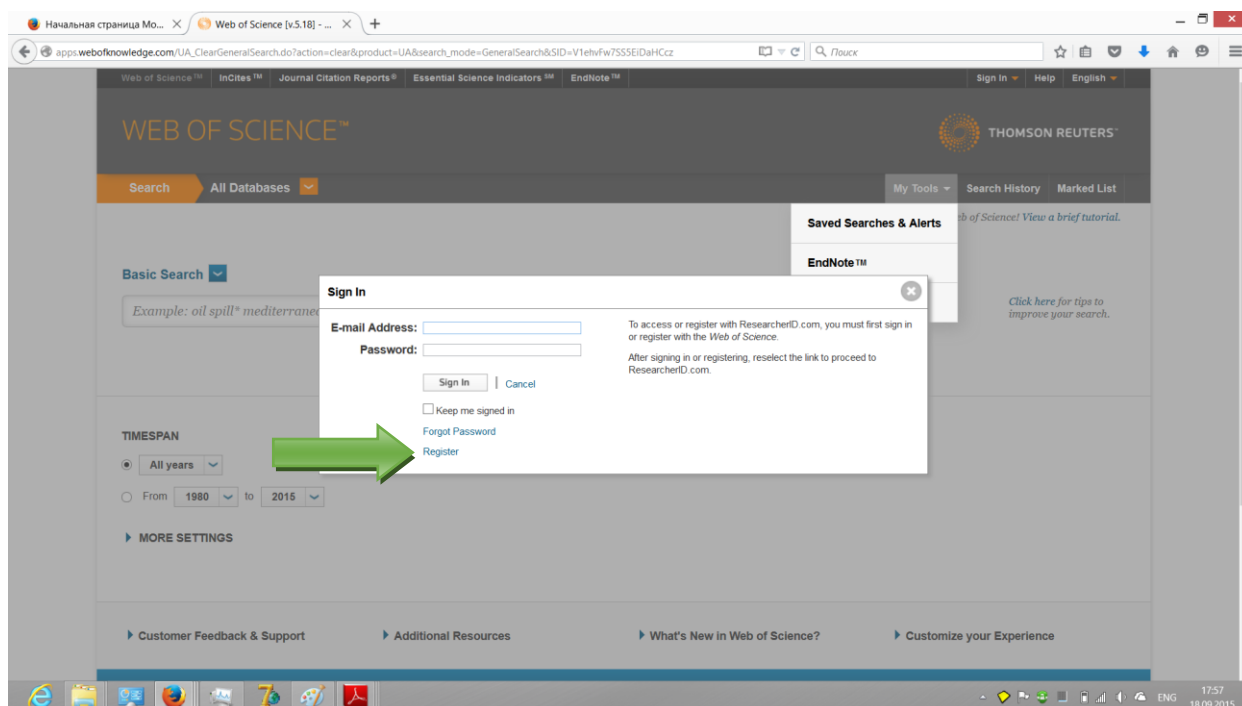 Начальная страница Mo...
Web of Science [v.5.18] - ...
apps.webofknowledge.com/UA_ClearGeneralSearch.do?action=clear&product=UA&search_mode=GeneralSearch&SID=V1ehvFw7SS5EiDaHCcz
Поиск
Web of Science™ InCites™ Journal Citation Reports® Essential Science Indicators℠ EndNote™ Sign In Help English
WEB OF SCIENCE™
THOMSON REUTERS™
Search All Databases My Tools Search History Marked List
Saved Searches & Alerts
of Science! View a brief tutorial.
EndNote™
Basic Search
Example: oil spill* mediterranea
Click here for tips to
improve your search.
Sign In
E-mail Address:
Password:
Sign In | Cancel
Keep me signed in
Forgot Password
Register
To access or register with ResearcherID.com, you must first sign in
or register with the Web of Science.
After signing in or registering, reselect the link to proceed to
ResearcherID.com.
TIMESPAN
All years
From 1980 to 2015
MORE SETTINGS
Customer Feedback & Support
Additional Resources
What's New in Web of Science?
Customize your Experience
ENG
17:57
18.09.2015